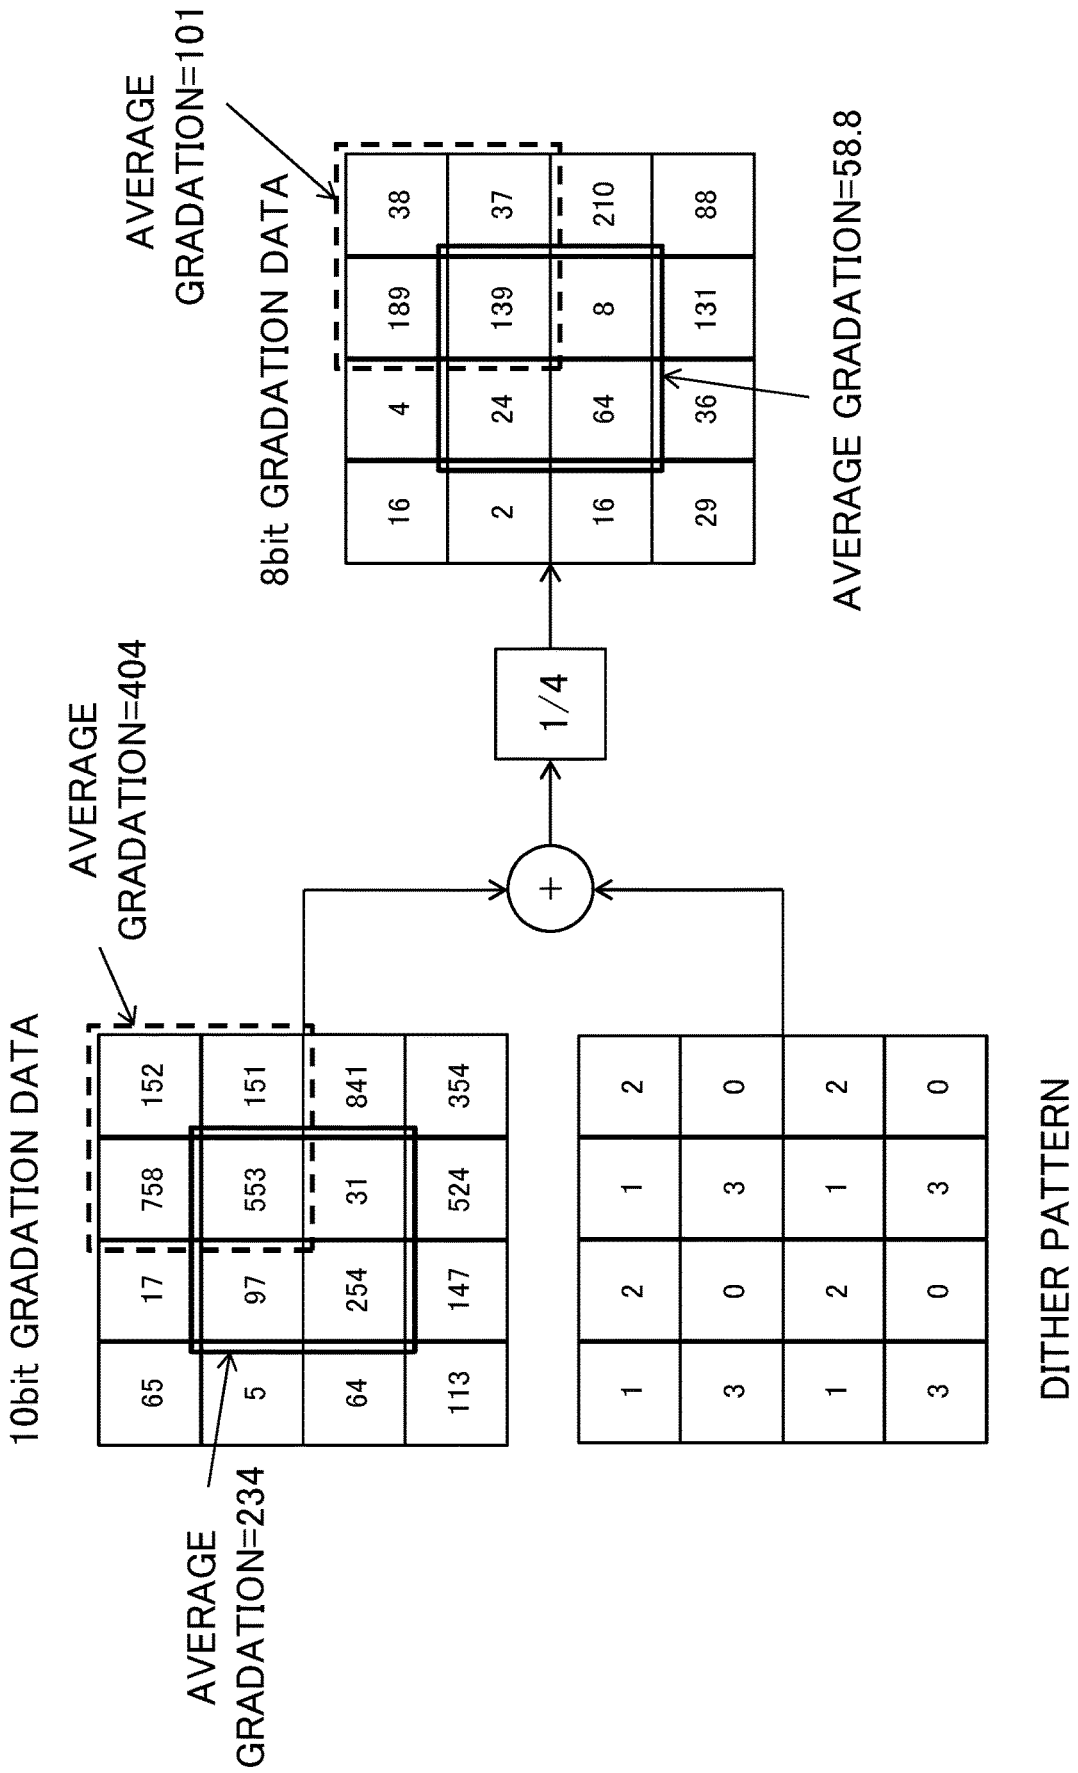 10bit GRADATION DATA
AVERAGE
GRADATION=404
AVERAGE
GRADATION=234
65 17 758 152
5 97 553 151
64 254 31 841
113 147 524 354
1 2 1 2
3 0 3 0
1 2 1 2
3 0 3 0
DITHER PATTERN
+
1/4
AVERAGE
GRADATION=101
8bit GRADATION DATA
16 4 189 38
2 24 139 37
16 64 8 210
29 36 131 88
AVERAGE GRADATION=58.8